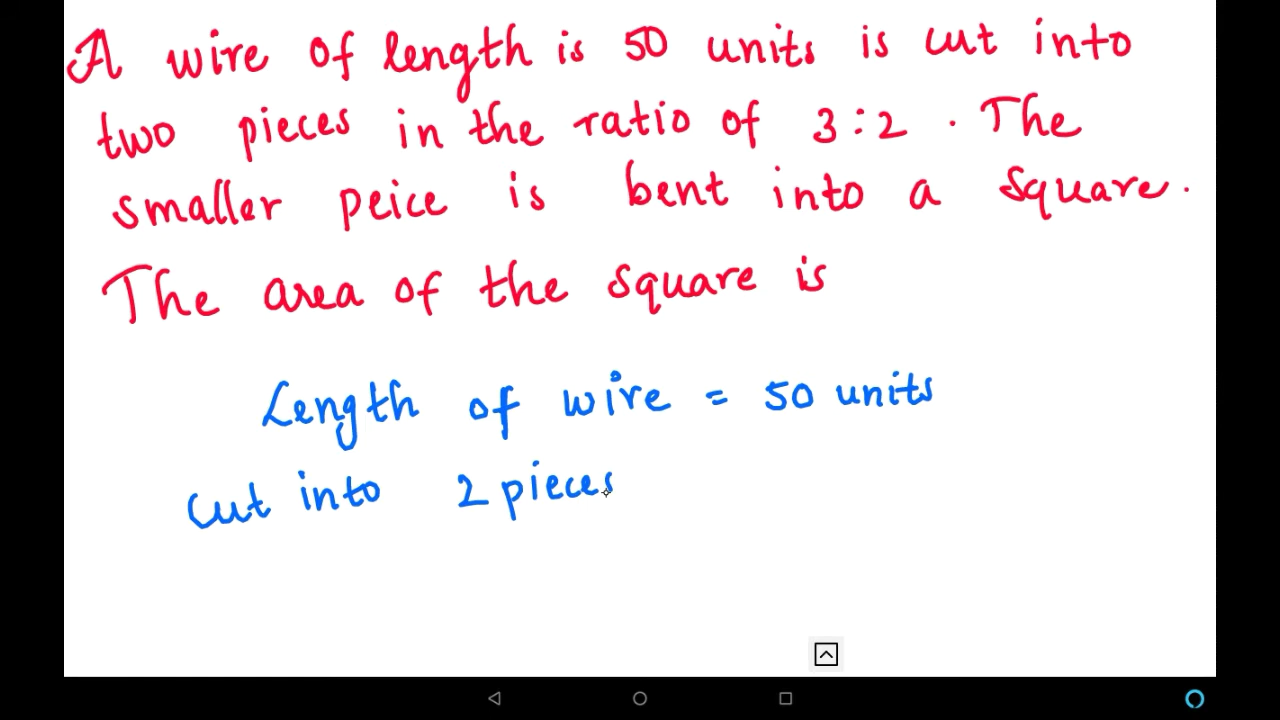 A wire of length is 50 units is cut into
two pieces in the ratio of 3:2. The
smaller peice is bent into a square.
The area of the square is
Length of wire = 50 units
cut into 2 pieces